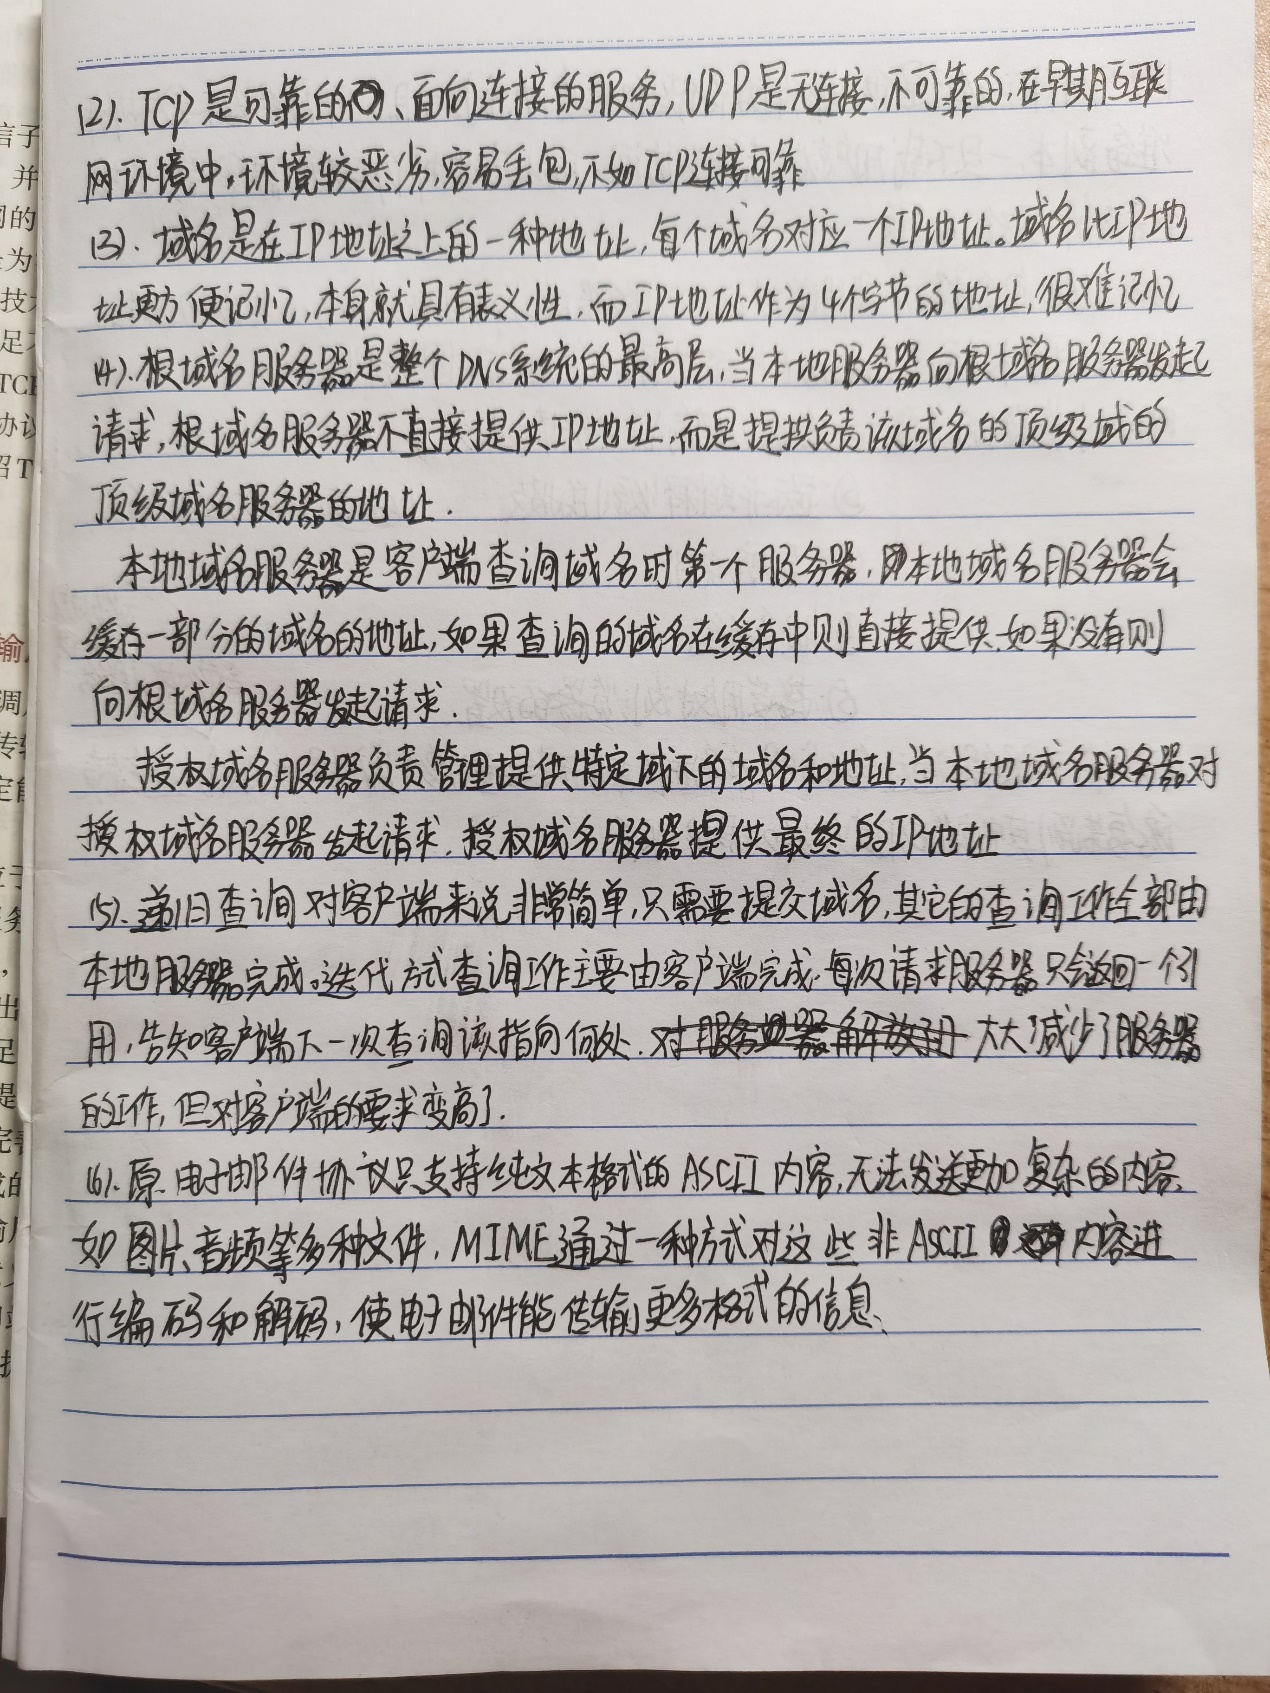 (2). TCP是可靠的、面向连接的服务,UDP是无连接,不可靠的,在早期互联
网环境中,环境较恶劣,容易丢包,不如TCP连接可靠
(3). 域名是在IP地址之上的一种地址,每个域名对应一个IP地址。域名比IP地
址更方便记忆,本身就具有表义性,而IP地址作为4个字节的地址,很难记忆
(4).根域名服务器是整个DNS系统的最高层,当本地服务器向根域名服务器发起
请求,根域名服务器不直接提供IP地址,而是提供负责该域名的顶级域的
顶级域名服务器的地址.
本地域名服务器是客户端查询域名时第一个服务器,本地域名服务器会
缓存一部分的域名的地址,如果查询的域名在缓存中则直接提供.如果没有则
向根域名服务器发起请求.
授权域名服务器负责管理提供特定域下的域名和地址,当本地域名服务器对
授权域名服务器发起请求,授权域名服务器提供最终的IP地址
(5).递归查询对客户端来说非常简单,只需要提交域名,其它的查询工作全部由
本地服务器完成。迭代方式查询工作主要由客户端完成.每次请求服务器只会返回一个引
用,告知客户端下一次查询该指向何处.大大减少了服务器
的工作,但对客户端的要求变高了.
(6).原电子邮件协议只支持纯文本格式的ASCII内容,无法发送更加复杂的内容,
如图片、音频等多种文件,MIME通过一种方式对这些非ASCII内容进
行编码和解码,使电子邮件能传输更多格式的信息、